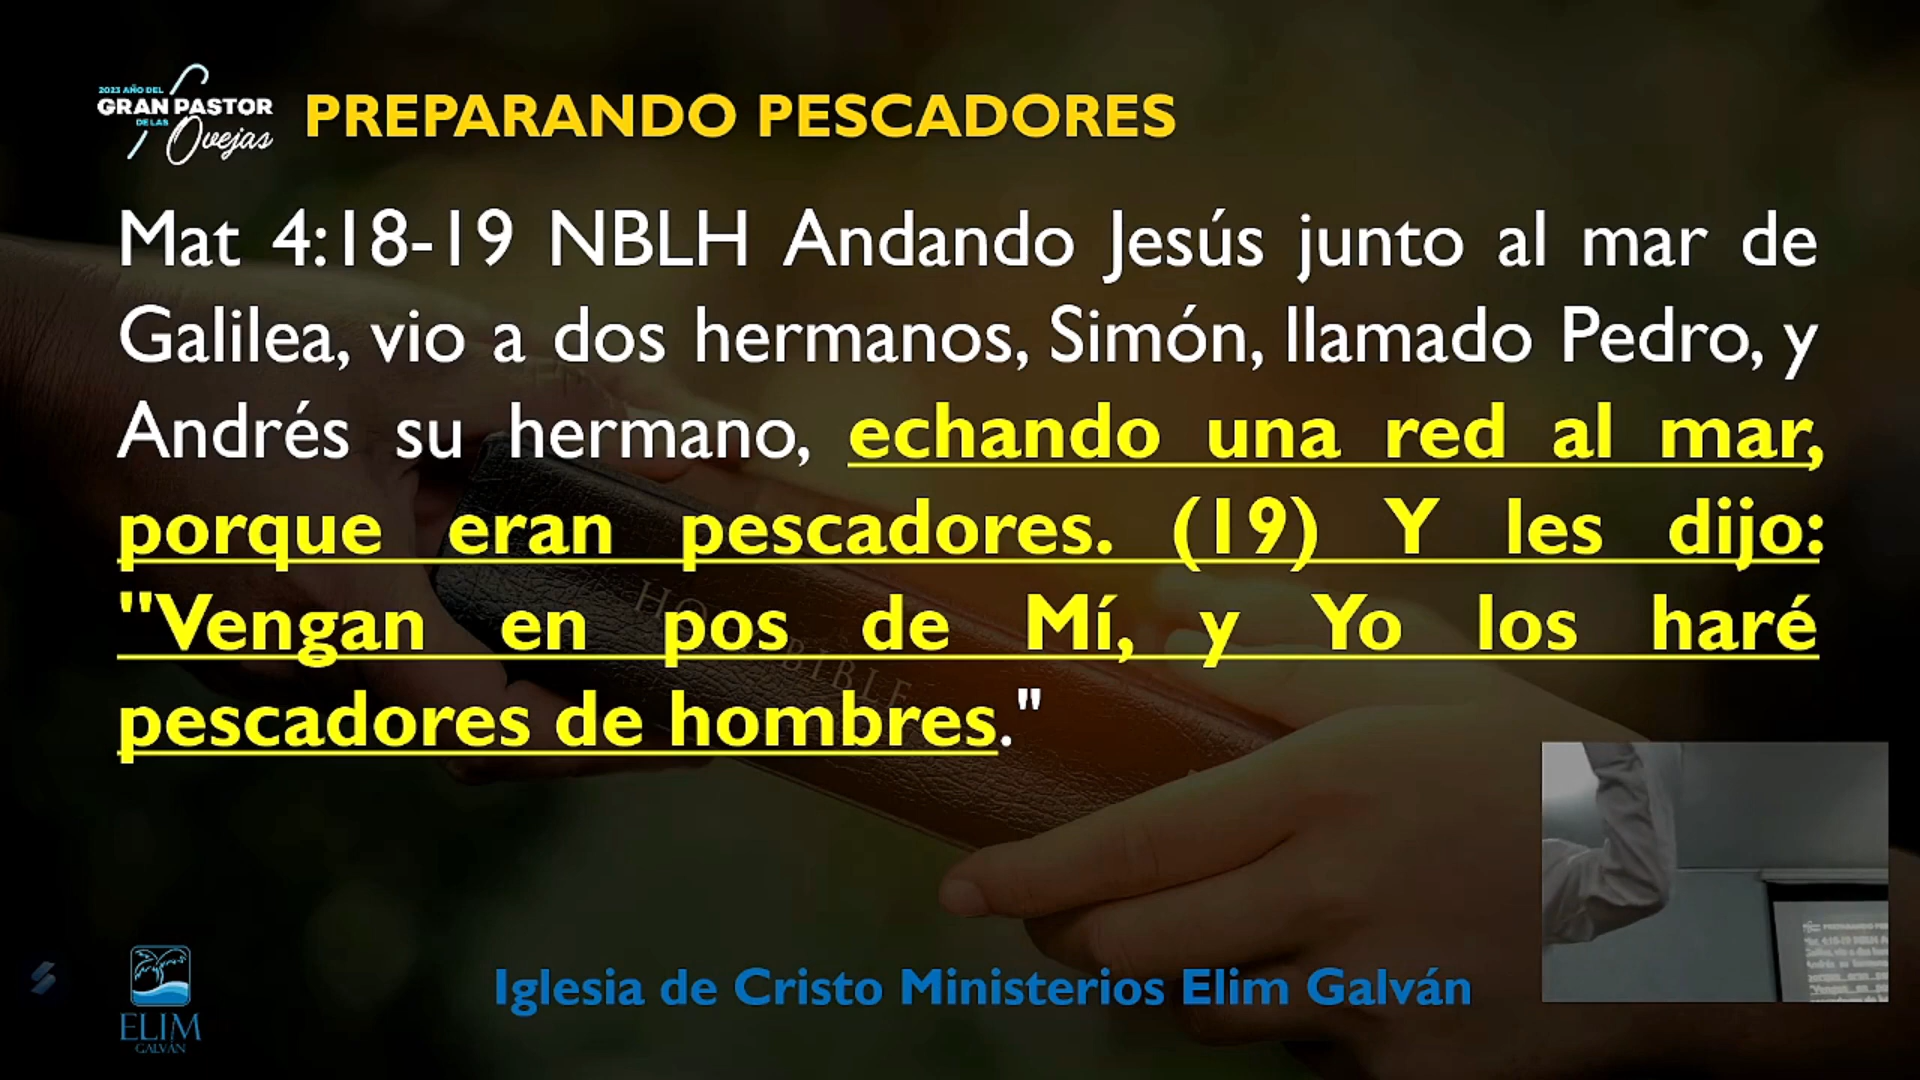 2023 AÑO DEL
GRAN PASTOR
DE LAS
Ovejas
PREPARANDO PESCADORES
Mat 4:18-19 NBLH Andando Jesús junto al mar de
Galilea, vio a dos hermanos, Simón, llamado Pedro, y
Andrés su hermano, echando una red al mar,
porque eran pescadores. (19) Y les dijo:
"Vengan en pos de Mí, y Yo los haré
pescadores de hombres."
HOLY BIBLE
Iglesia de Cristo Ministerios Elim Galván
ELIM
GALVÁN